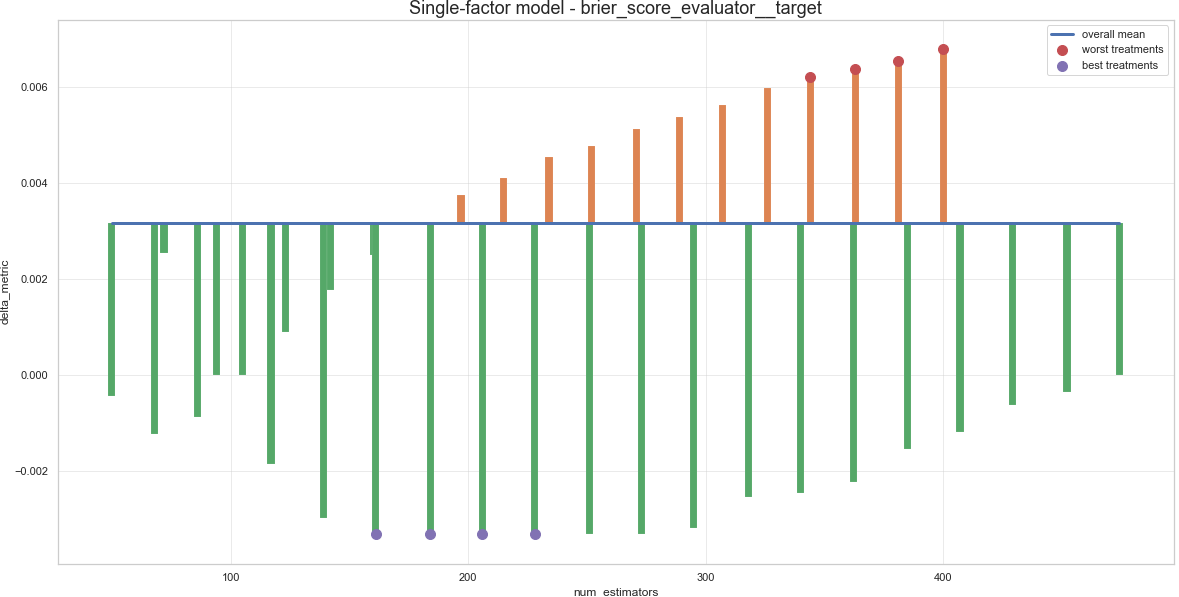 Single-factor model - brier_score_evaluator__target
overall mean
worst treatments
best treatments
delta_metric
0.006
0.004
0.002
0.000
−0.002
100
200
300
400
num_estimators